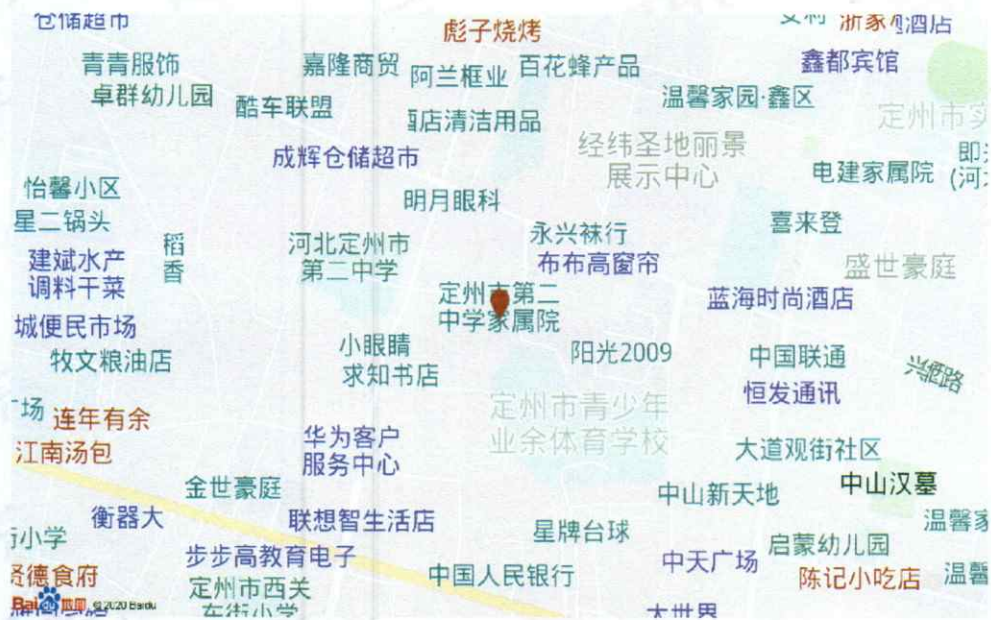 仓储超市
彪子烧烤
酒店
青青服饰
嘉隆商贸
阿兰框业
百花蜂产品
鑫都宾馆
卓群幼儿园
酷车联盟
温馨家园·鑫区
酒店清洁用品
定州市实
成辉仓储超市
经纬圣地丽景
展示中心
电建家属院
(河
怡馨小区
明月眼科
星二锅头
永兴袜行
喜来登
稻
香
河北定州市
第二中学
建斌水产
调料干菜
布布高窗帘
盛世豪庭
定州市第二
中学家属院
蓝海时尚酒店
城便民市场
小眼睛
求知书店
阳光2009
牧文粮油店
中国联通
恒发通讯
场
连年有余
定州市青少年
业余体育学校
江南汤包
华为客户
服务中心
大道观街社区
金世豪庭
中山新天地
中山汉墓
衡器大
联想智生活店
星牌台球
温馨家
小学
步步高教育电子
中天广场
启蒙幼儿园
贤德食府
定州市西关
东街小学
中国人民银行
陈记小吃店
温馨
Bai du 地图 © 2020 Baidu
大世界